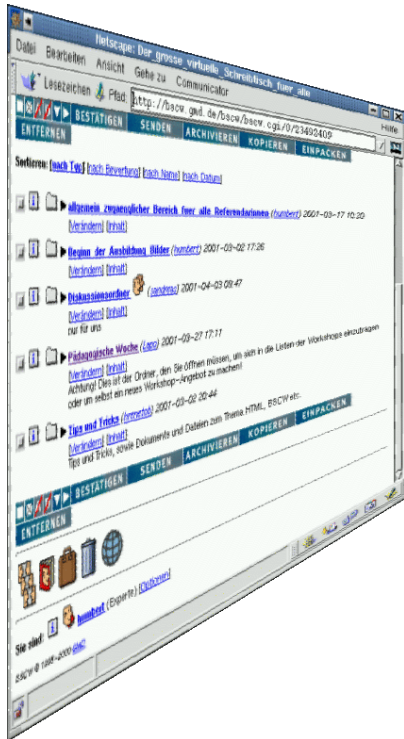 Netscape: Der_grosse_virtuelle_Schreibtisch_fuer_alle
Datei Bearbeiten Ansicht Gehe zu Communicator Hilfe
Lesezeichen Pfad: http://bscw.gmd.de/bscw/bscw.cgi/0/23493409
BESTÄTIGEN SENDEN ARCHIVIEREN KOPIEREN EINPACKEN
ENTFERNEN
Sortieren: [nach Typ] [nach Bewertung] [nach Name] [nach Datum]
allgemein zugaenglicher Bereich fuer alle Referendarinnen (humbert) 2001-03-17 10:20
[Verändern] [Inhalt]
Beginn der Ausbildung Bilder (humbert) 2001-03-02 17:26
[Verändern] [Inhalt]
Diskussionsordner (sandrag) 2001-04-03 09:47
[Verändern] [Inhalt]
nur für uns
Pädagogische Woche (Lapo) 2001-03-27 17:11
[Verändern] [Inhalt]
Achtung! Dies ist der Ordner, den Sie öffnen müssen, um sich in die Listen der Workshops einzutragen
oder um selbst ein neues Workshop-Angebot zu machen!
Tips und Tricks 2001-03-02 20:44
[Verändern] [Inhalt]
Tips und Tricks, sowie Dokumente und Dateien zum Thema HTML, BSCW etc.
BESTÄTIGEN SENDEN ARCHIVIEREN KOPIEREN EINPACKEN
ENTFERNEN
Sie sind: humbert (Experte) [Optionen]
BSCW © 1995-2000 GMD